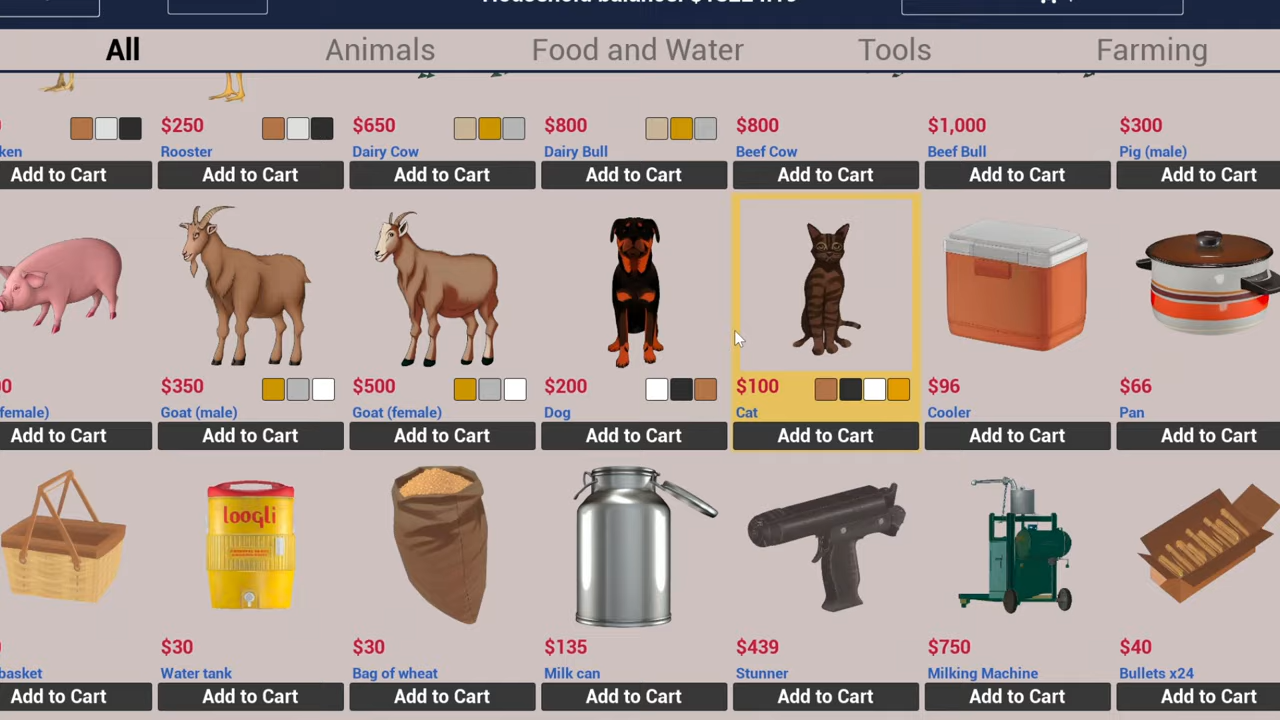 All Animals Food and Water Tools Farming
$250 $650 $800 $800 $1,000 $300
Rooster Dairy Cow Dairy Bull Beef Cow Beef Bull Pig (male)
Add to Cart Add to Cart Add to Cart Add to Cart Add to Cart Add to Cart Add to Cart
$350 $500 $200 $100 $96 $66
female) Goat (male) Goat (female) Dog Cat Cooler Pan
Add to Cart Add to Cart Add to Cart Add to Cart Add to Cart Add to Cart Add to Cart
loogli
$30 $30 $135 $439 $750 $40
basket Water tank Bag of wheat Milk can Stunner Milking Machine Bullets x24
Add to Cart Add to Cart Add to Cart Add to Cart Add to Cart Add to Cart Add to Cart